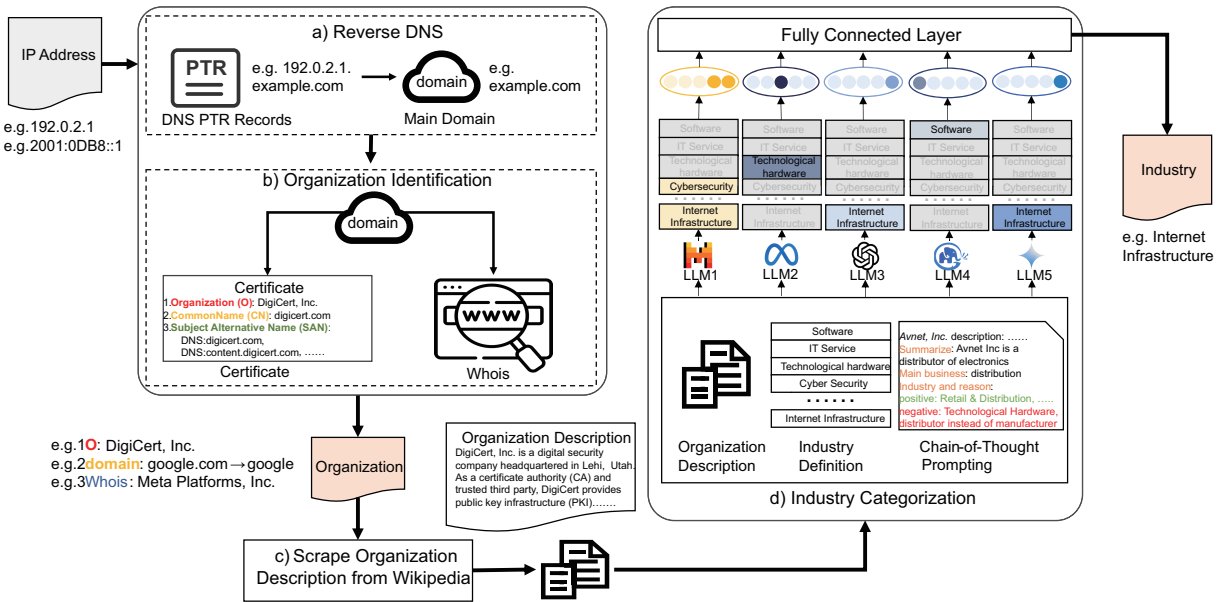 IP Address
e.g.192.0.2.1
e.g.2001:0DB8::1
a) Reverse DNS
PTR
e.g. 192.0.2.1.
example.com
DNS PTR Records
domain
Main Domain
e.g.
example.com
b) Organization Identification
domain
Certificate
1.Organization (O): DigiCert, Inc.
2.CommonName (CN): digicert.com
3.Subject Alternative Name (SAN):
DNS:digicert.com,
DNS:content.digicert.com, ......
Certificate
WWW
Whois
e.g.1O: DigiCert, Inc.
e.g.2domain: google.com→google
e.g.3Whois: Meta Platforms, Inc.
Organization
Organization Description
DigiCert, Inc. is a digital security
company headquartered in Lehi, Utah.
As a certificate authority (CA) and
trusted third party, DigiCert provides
public key infrastructure (PKI).......
c) Scrape Organization
Description from Wikipedia
Fully Connected Layer
Software
IT Service
Technological
hardware
Cybersecurity
......
Internet
Infrastructure
LLM1
Software
IT Service
Technological
hardware
Cybersecurity
......
Internet
Infrastructure
LLM2
Software
IT Service
Technological
hardware
Cybersecurity
......
Internet
Infrastructure
LLM3
Software
IT Service
Technological
hardware
Cybersecurity
......
Internet
Infrastructure
LLM4
Software
IT Service
Technological
hardware
Cybersecurity
......
Internet
Infrastructure
LLM5
Organization
Description
Software
IT Service
Technological hardware
Cyber Security
......
Internet Infrastructure
Industry
Definition
Avnet, Inc. description: ......
Summarize: Avnet Inc is a
distributor of electronics
Main business: distribution
Industry and reason:
positive: Retail & Distribution, .....
negative: Technological Hardware,
distributor instead of manufacturer
Chain-of-Thought
Prompting
d) Industry Categorization
Industry
e.g. Internet
Infrastructure